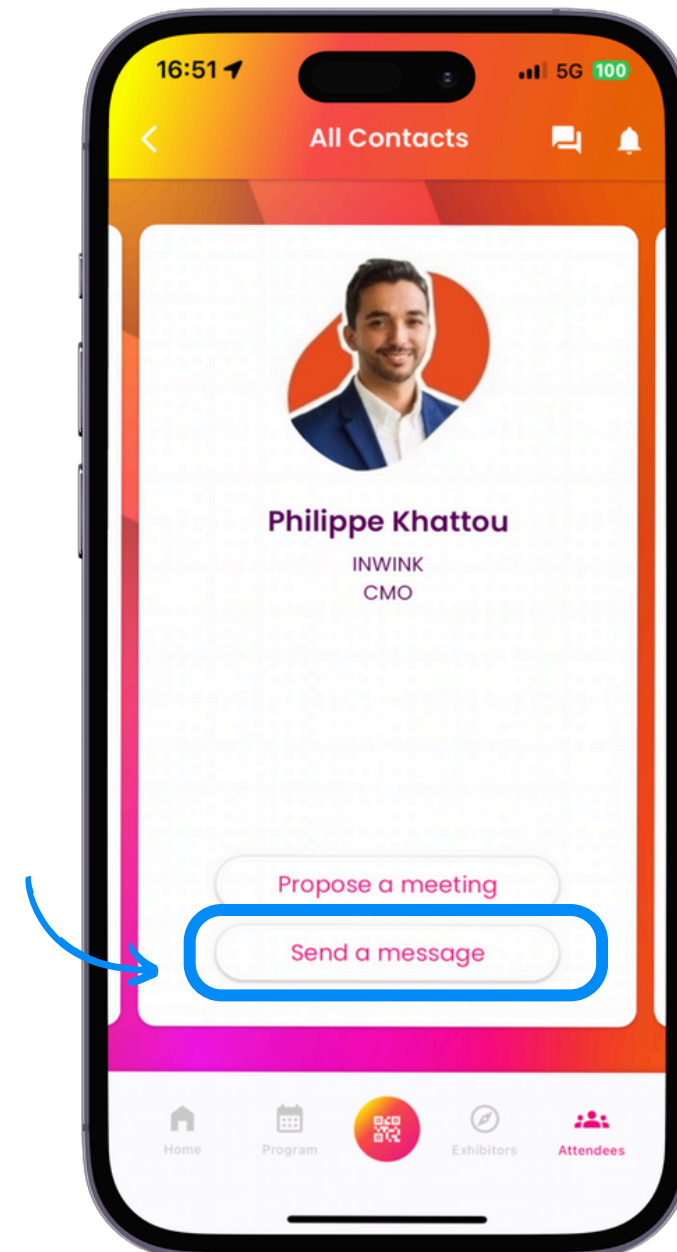 16:51 5G 100
All Contacts
Philippe Khattou
INWINK
CMO
Propose a meeting
Send a message
Home Program Exhibitors Attendees